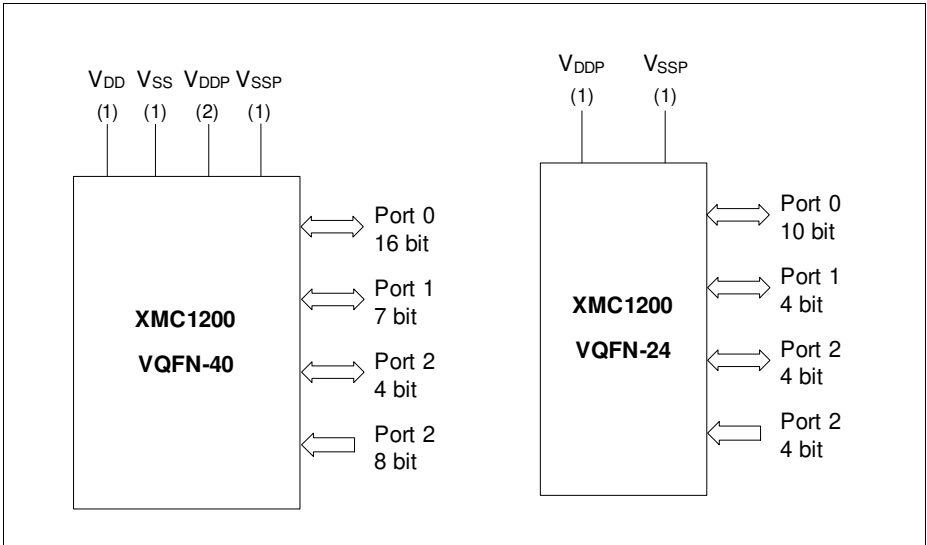 VDD VSS VDDP VSSP
(1) (1) (2) (1)
XMC1200
VQFN-40
Port 0
16 bit
Port 1
7 bit
Port 2
4 bit
Port 2
8 bit
VDDP VSSP
(1) (1)
XMC1200
VQFN-24
Port 0
10 bit
Port 1
4 bit
Port 2
4 bit
Port 2
4 bit